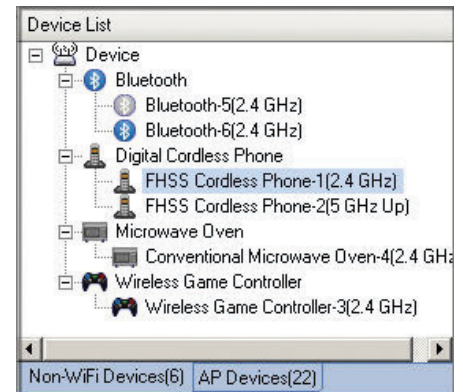 Device List
Device
Bluetooth
Bluetooth-5(2.4 GHz)
Bluetooth-6(2.4 GHz)
Digital Cordless Phone
FHSS Cordless Phone-1(2.4 GHz)
FHSS Cordless Phone-2(5 GHz Up)
Microwave Oven
Conventional Microwave Oven-4(2.4 GHz
Wireless Game Controller
Wireless Game Controller-3(2.4 GHz)
Non-WiFi Devices(6) AP Devices(22)